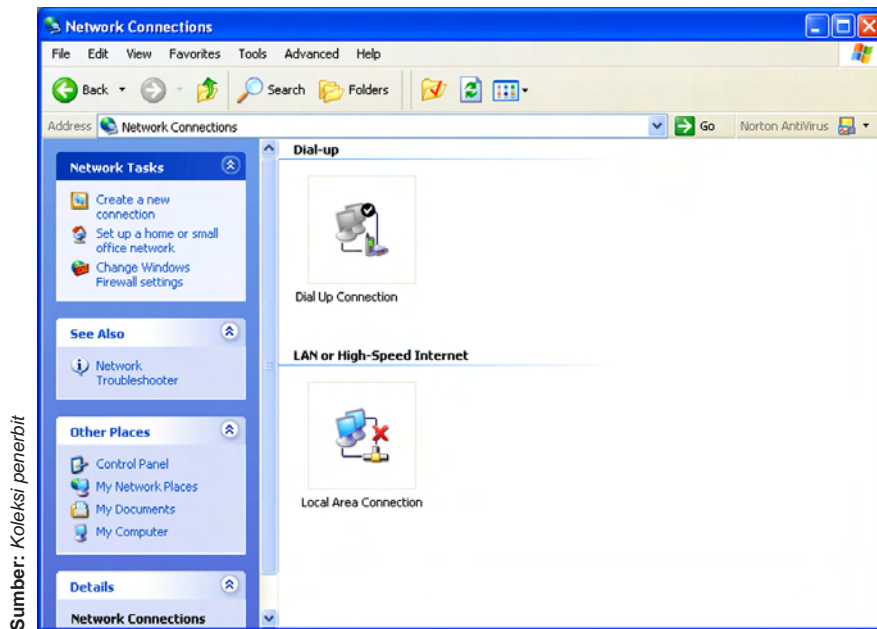 Network Connections
File Edit View Favorites Tools Advanced Help
Back Search Folders
Address Network Connections Go Norton AntiVirus
Network Tasks
Create a new
connection
Set up a home or small
office network
Change Windows
Firewall settings
See Also
Network
Troubleshooter
Other Places
Control Panel
My Network Places
My Documents
My Computer
Details
Network Connections
Dial-up
Dial Up Connection
LAN or High-Speed Internet
Local Area Connection
Sumber: Koleksi penerbit